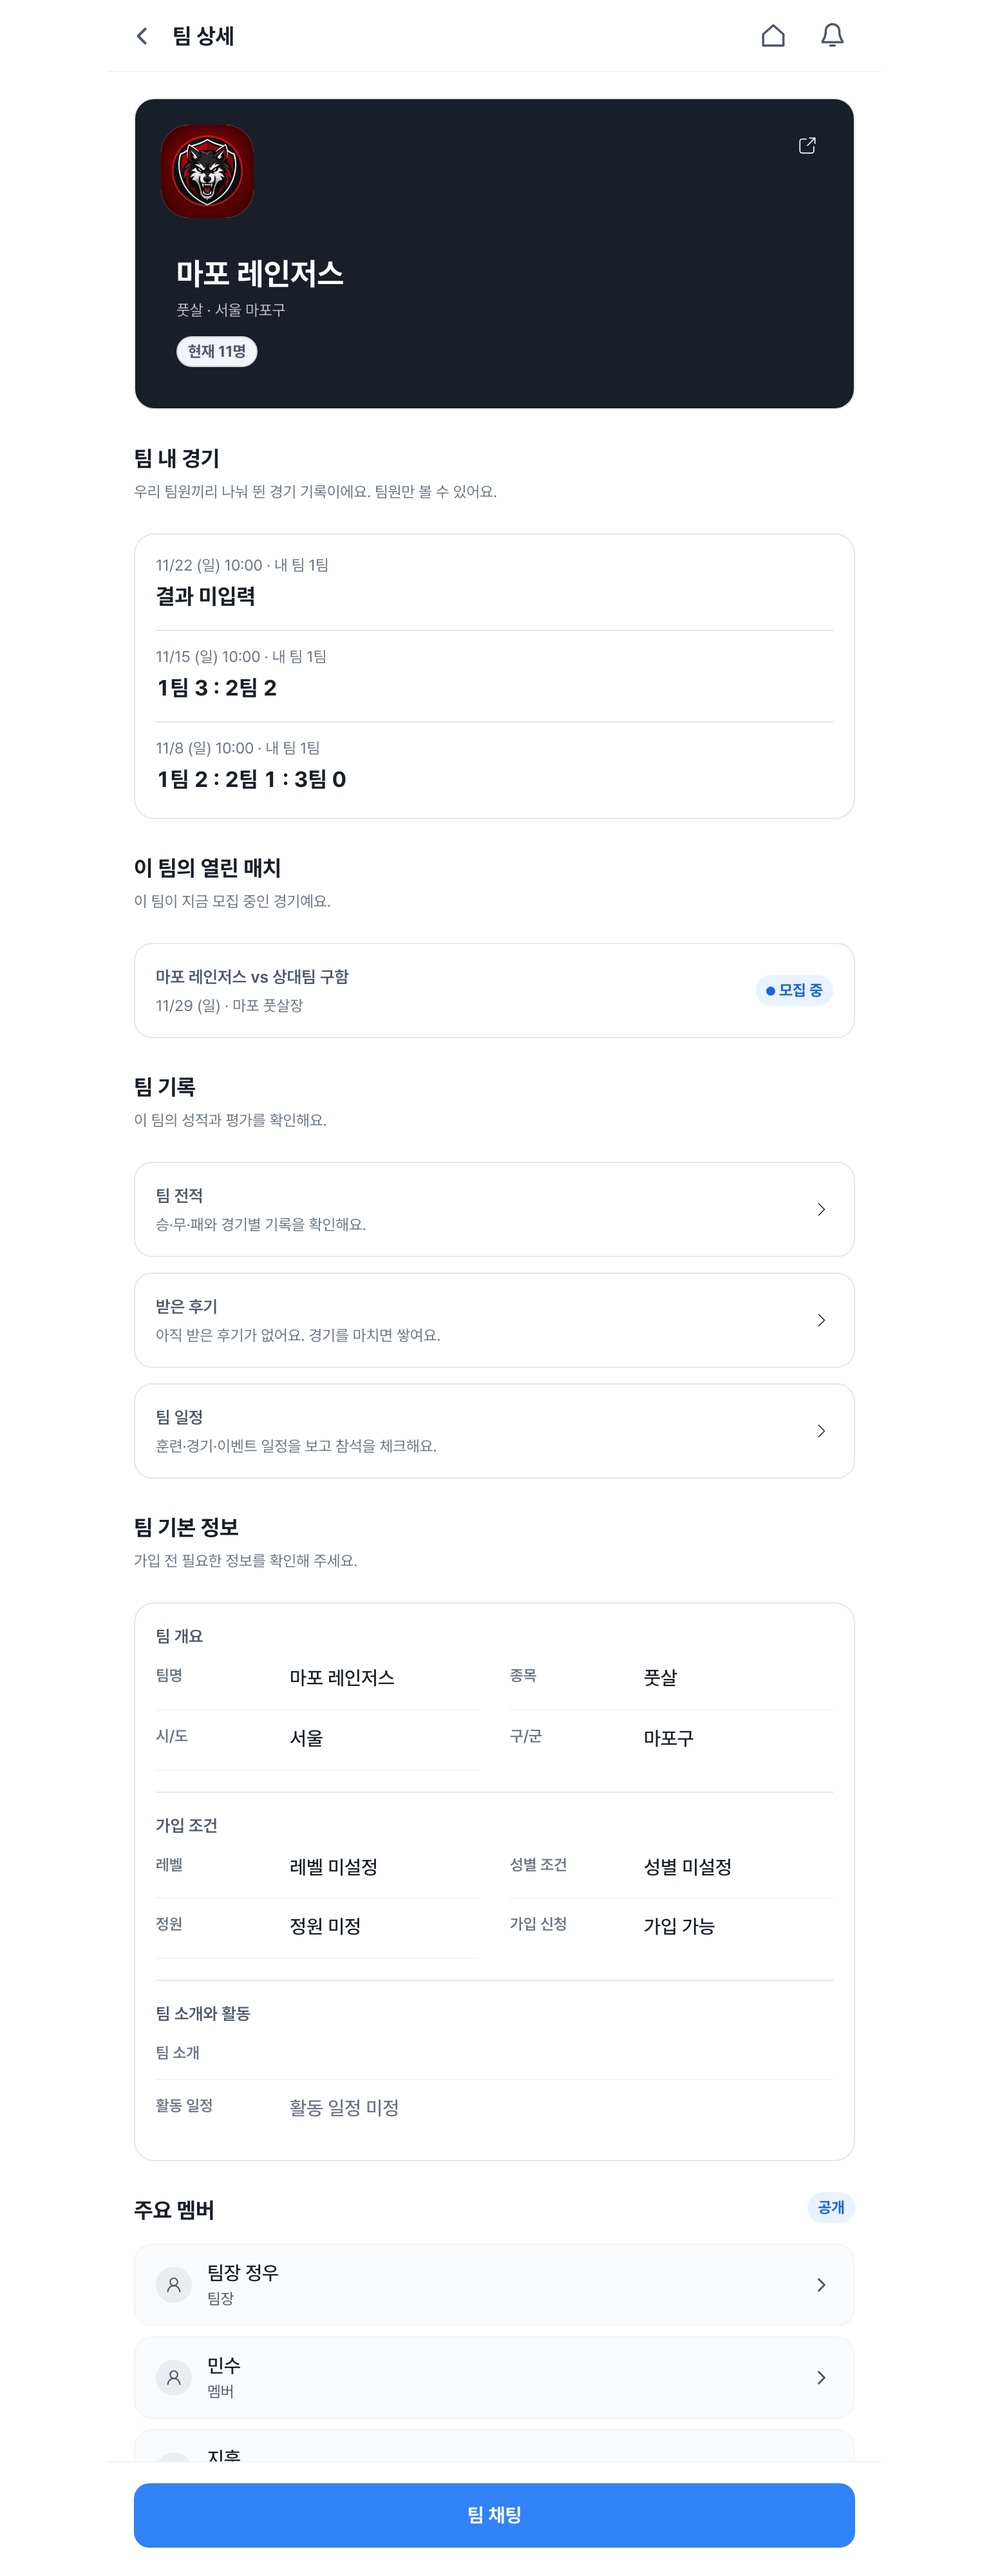 팀 상세
마포 레인저스
풋살 · 서울 마포구
현재 11명
팀 내 경기
우리 팀원끼리 나눠 뛴 경기 기록이에요. 팀원만 볼 수 있어요.
11/22 (일) 10:00 · 내 팀 1팀
결과 미입력
11/15 (일) 10:00 · 내 팀 1팀
1팀 3 : 2팀 2
11/8 (일) 10:00 · 내 팀 1팀
1팀 2 : 2팀 1 : 3팀 0
이 팀의 열린 매치
이 팀이 지금 모집 중인 경기예요.
마포 레인저스 vs 상대팀 구함
11/29 (일) · 마포 풋살장
모집 중
팀 기록
이 팀의 성적과 평가를 확인해요.
팀 전적
승·무·패와 경기별 기록을 확인해요.
받은 후기
아직 받은 후기가 없어요. 경기를 마치면 쌓여요.
팀 일정
훈련·경기·이벤트 일정을 보고 참석을 체크해요.
팀 기본 정보
가입 전 필요한 정보를 확인해 주세요.
팀 개요
팀명 마포 레인저스 종목 풋살
시/도 서울 구/군 마포구
가입 조건
레벨 레벨 미설정 성별 조건 성별 미설정
정원 정원 미정 가입 신청 가입 가능
팀 소개와 활동
팀 소개
활동 일정 활동 일정 미정
주요 멤버 공개
팀장 정우
팀장
민수
멤버
지훈
팀 채팅